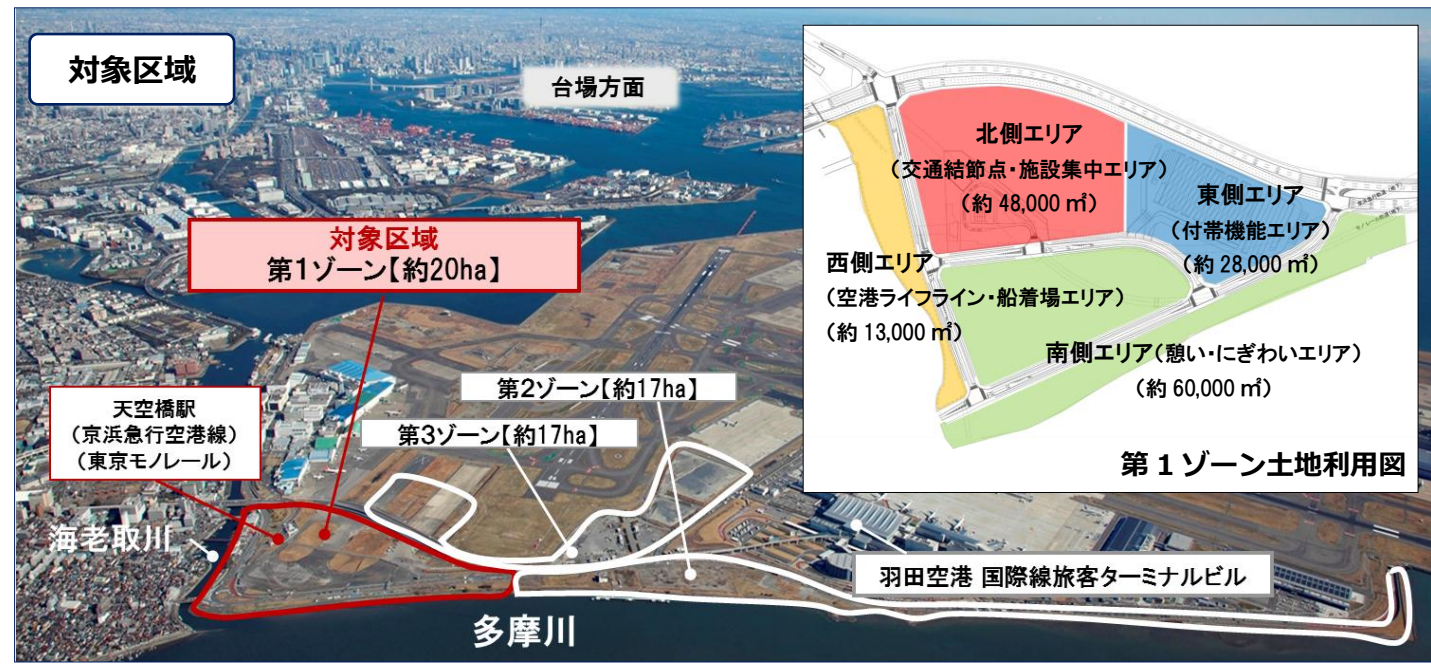 対象区域
台場方面
対象区域
第1ゾーン【約20ha】
第2ゾーン【約17ha】
第3ゾーン【約17ha】
天空橋駅
(京浜急行空港線)
(東京モノレール)
海老取川
多摩川
羽田空港 国際線旅客ターミナルビル
北側エリア
(交通結節点・施設集中エリア)
(約 48,000 ㎡)
東側エリア
(付帯機能エリア)
(約 28,000 ㎡)
西側エリア
(空港ライフライン・船着場エリア)
(約 13,000 ㎡)
南側エリア(憩い・にぎわいエリア)
(約 60,000 ㎡)
第1ゾーン土地利用図